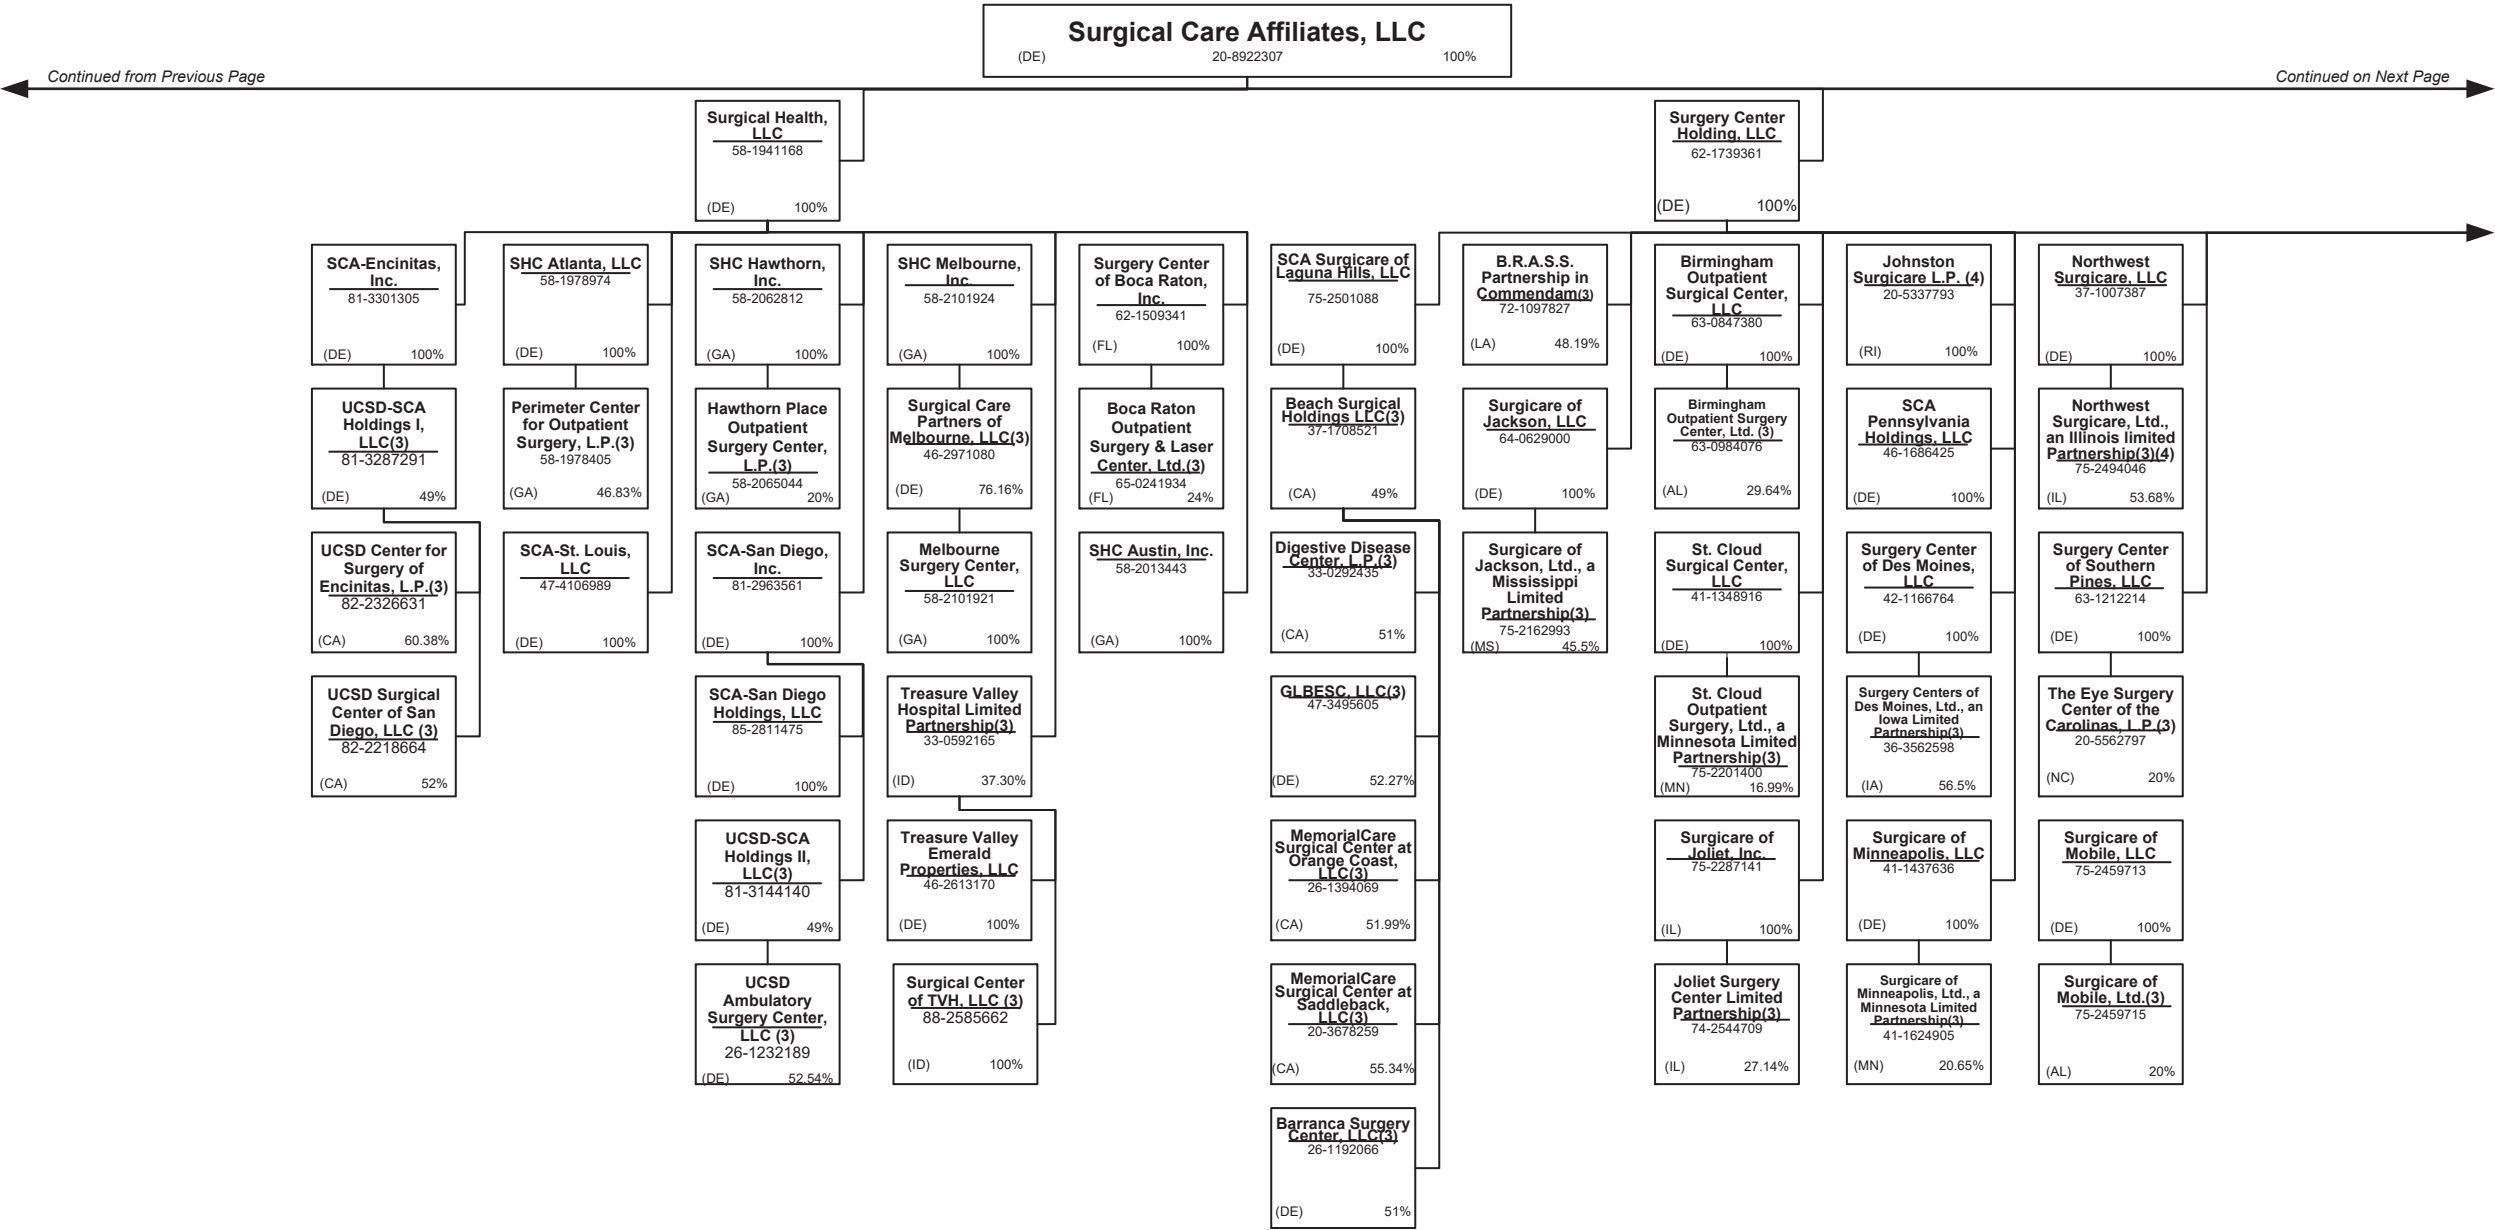 Surgical Care Affiliates, LLC
(DE) 20-8922307 100%
Continued from Previous Page
Continued on Next Page
Surgical Health,
LLC
58-1941168
(DE) 100%
Surgery Center
Holding, LLC
62-1739361
(DE) 100%
SCA-Encinitas,
Inc.
81-3301305
(DE) 100%
SHC Atlanta, LLC
58-1978974
(DE) 100%
SHC Hawthorn,
Inc.
58-2062812
(GA) 100%
SHC Melbourne,
Inc.
58-2101924
(GA) 100%
Surgery Center
of Boca Raton,
Inc.
62-1509341
(FL) 100%
SCA Surgicare of
Laguna Hills, LLC
75-2501088
(DE) 100%
B.R.A.S.S.
Partnership in
Commendam(3)
72-1097827
(LA) 48.19%
Birmingham
Outpatient
Surgical Center,
LLC
63-0847380
(DE) 100%
Johnston
Surgicare L.P. (4)
20-5337793
(RI) 100%
Northwest
Surgicare, LLC
37-1007387
(DE) 100%
UCSD-SCA
Holdings I,
LLC(3)
81-3287291
(DE) 49%
Perimeter Center
for Outpatient
Surgery, L.P.(3)
58-1978405
(GA) 46.83%
Hawthorn Place
Outpatient
Surgery Center,
L.P.(3)
58-2065044
(GA) 20%
Surgical Care
Partners of
Melbourne, LLC(3)
46-2971080
(DE) 76.16%
Boca Raton
Outpatient
Surgery & Laser
Center, Ltd.(3)
65-0241934
(FL) 24%
Beach Surgical
Holdings LLC(3)
37-1708521
(CA) 49%
Surgicare of
Jackson, LLC
64-0629000
(DE) 100%
Birmingham
Outpatient Surgery
Center, Ltd. (3)
63-0984076
(AL) 29.64%
SCA
Pennsylvania
Holdings, LLC
46-1686425
(DE) 100%
Northwest
Surgicare, Ltd.,
an Illinois limited
Partnership(3)(4)
75-2494046
(IL) 53.68%
UCSD Center for
Surgery of
Encinitas, L.P.(3)
82-2326631
(CA) 60.38%
SCA-St. Louis,
LLC
47-4106989
(DE) 100%
SCA-San Diego,
Inc.
81-2963561
(DE) 100%
Melbourne
Surgery Center,
LLC
58-2101921
(GA) 100%
SHC Austin, Inc.
58-2013443
(GA) 100%
Digestive Disease
Center, L.P.(3)
33-0292435
(CA) 51%
Surgicare of
Jackson, Ltd., a
Mississippi
Limited
Partnership(3)
75-2162993
(MS) 45.5%
St. Cloud
Surgical Center,
LLC
41-1348916
(DE) 100%
Surgery Center
of Des Moines,
LLC
42-1166764
(DE) 100%
Surgery Center
of Southern
Pines, LLC
63-1212214
(DE) 100%
UCSD Surgical
Center of San
Diego, LLC (3)
82-2218664
(CA) 52%
SCA-San Diego
Holdings, LLC
85-2811475
(DE) 100%
Treasure Valley
Hospital Limited
Partnership(3)
33-0592165
(ID) 37.30%
GLBESC, LLC(3)
47-3495605
(DE) 52.27%
St. Cloud
Outpatient
Surgery, Ltd., a
Minnesota Limited
Partnership(3)
75-2201400
(MN) 16.99%
Surgery Centers of
Des Moines, Ltd., an
Iowa Limited
Partnership(3)
36-3562598
(IA) 56.5%
The Eye Surgery
Center of the
Carolinas, L.P.(3)
20-5562797
(NC) 20%
UCSD-SCA
Holdings II,
LLC(3)
81-3144140
(DE) 49%
Treasure Valley
Emerald
Properties, LLC
46-2613170
(DE) 100%
MemorialCare
Surgical Center at
Orange Coast,
LLC(3)
26-1394069
(CA) 51.99%
Surgicare of
Joliet, Inc.
75-2287141
(IL) 100%
Surgicare of
Minneapolis, LLC
41-1437636
(DE) 100%
Surgicare of
Mobile, LLC
75-2459713
(DE) 100%
UCSD
Ambulatory
Surgery Center,
LLC (3)
26-1232189
(DE) 52.54%
Surgical Center
of TVH, LLC (3)
88-2585662
(ID) 100%
MemorialCare
Surgical Center at
Saddleback,
LLC(3)
20-3678259
(CA) 55.34%
Joliet Surgery
Center Limited
Partnership(3)
74-2544709
(IL) 27.14%
Surgicare of
Minneapolis, Ltd., a
Minnesota Limited
Partnership(3)
41-1624905
(MN) 20.65%
Surgicare of
Mobile, Ltd.(3)
75-2459715
(AL) 20%
Barranca Surgery
Center, LLC(3)
26-1192066
(DE) 51%